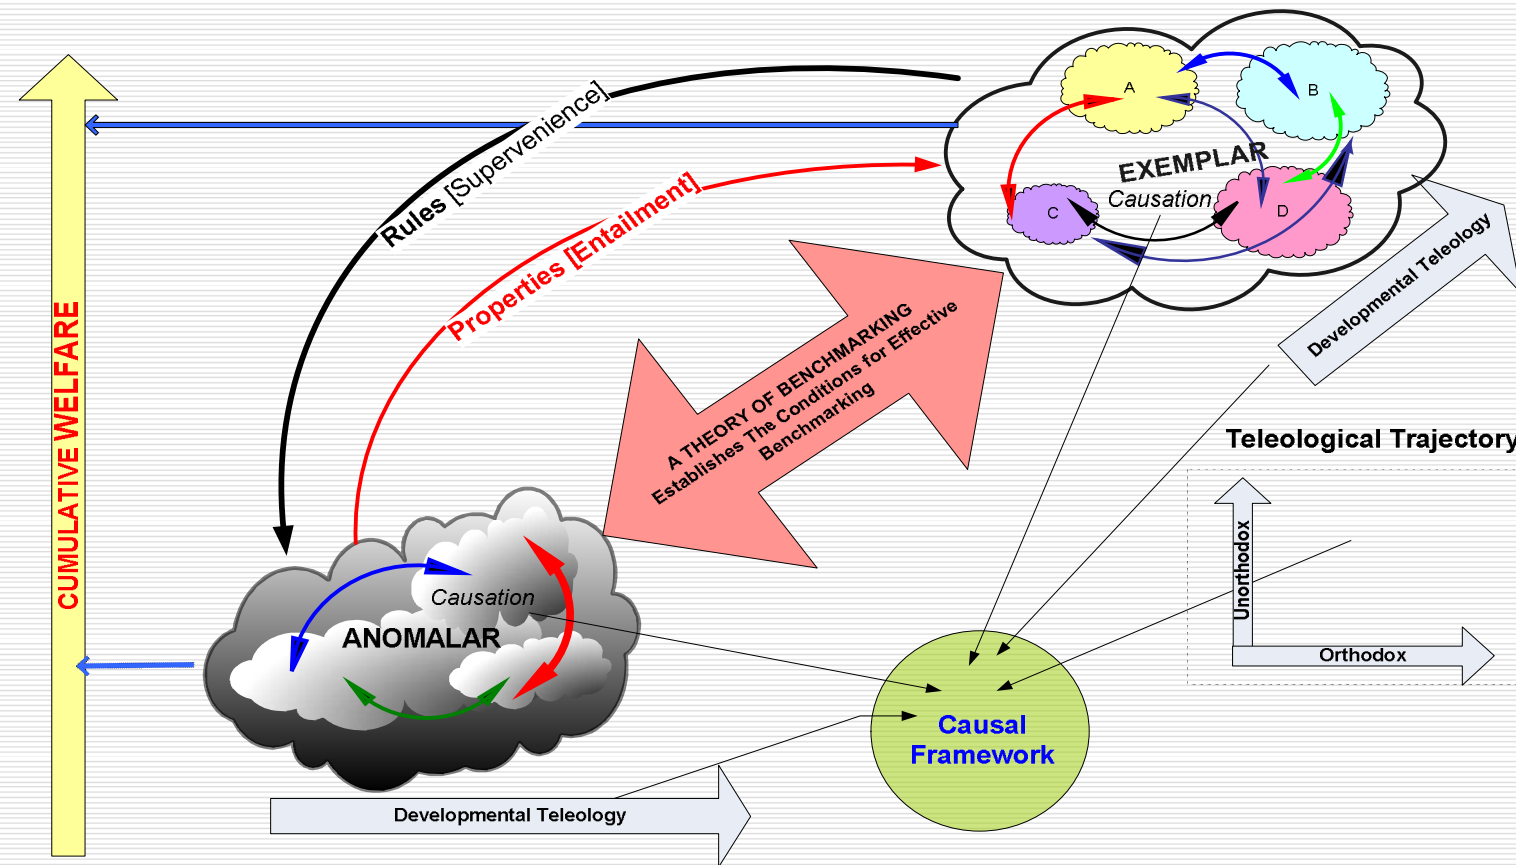 A
B
EXEMPLAR
Causation
C
D
Rules [Supervenience]
Properties [Entailment]
Developmental Teleology
A THEORY OF BENCHMARKING
Establishes The Conditions for Effective
Benchmarking
CUMULATIVE WELFARE
Teleological Trajectory
Unorthodox
Orthodox
Causation
ANOMALAR
Causal
Framework
Developmental Teleology